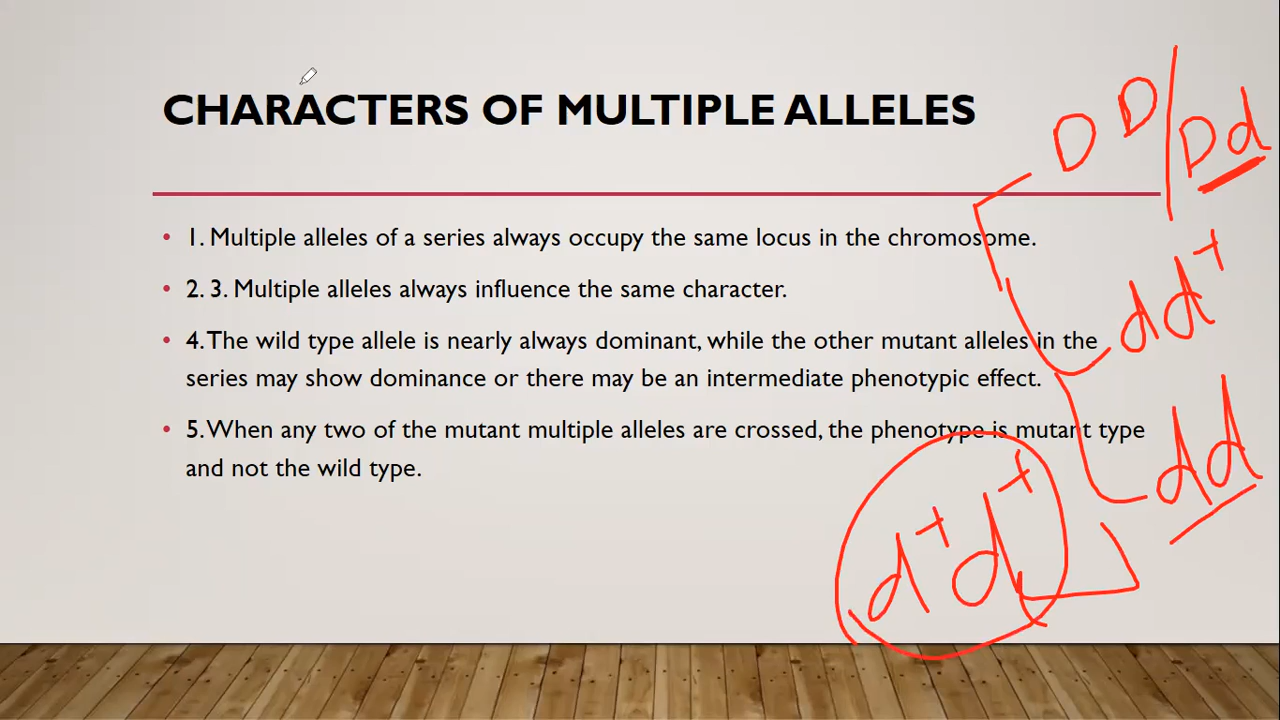 CHARACTERS OF MULTIPLE ALLELES
D D / Dd
• 1. Multiple alleles of a series always occupy the same locus in the chromosome.
• 2. 3. Multiple alleles always influence the same character.
dd+
• 4. The wild type allele is nearly always dominant, while the other mutant alleles in the
series may show dominance or there may be an intermediate phenotypic effect.
• 5. When any two of the mutant multiple alleles are crossed, the phenotype is mutant type
and not the wild type.
dd
d+d+